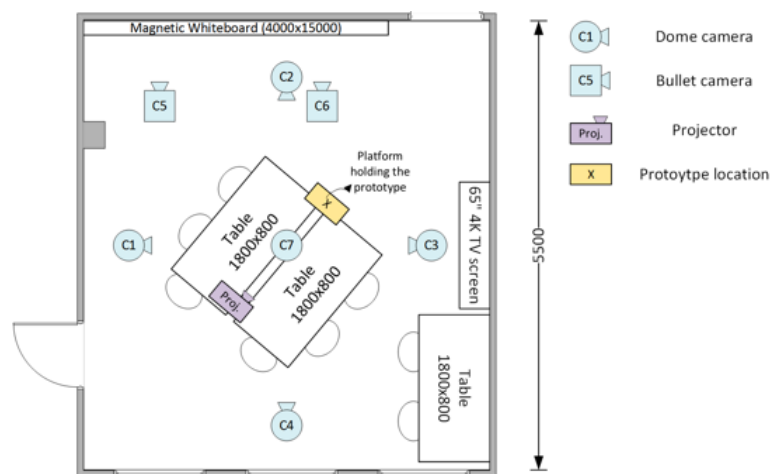 Magnetic Whiteboard (4000x15000)
C1
Dome camera
C2
C5
C6
C5
Bullet camera
Proj.
Projector
Platform
holding the
prototype
X
Protoytpe location
X
Table
1800x800
65" 4K TV screen
C1
C7
C3
5500
Table
1800x800
Proj.
Table
1800x800
C4